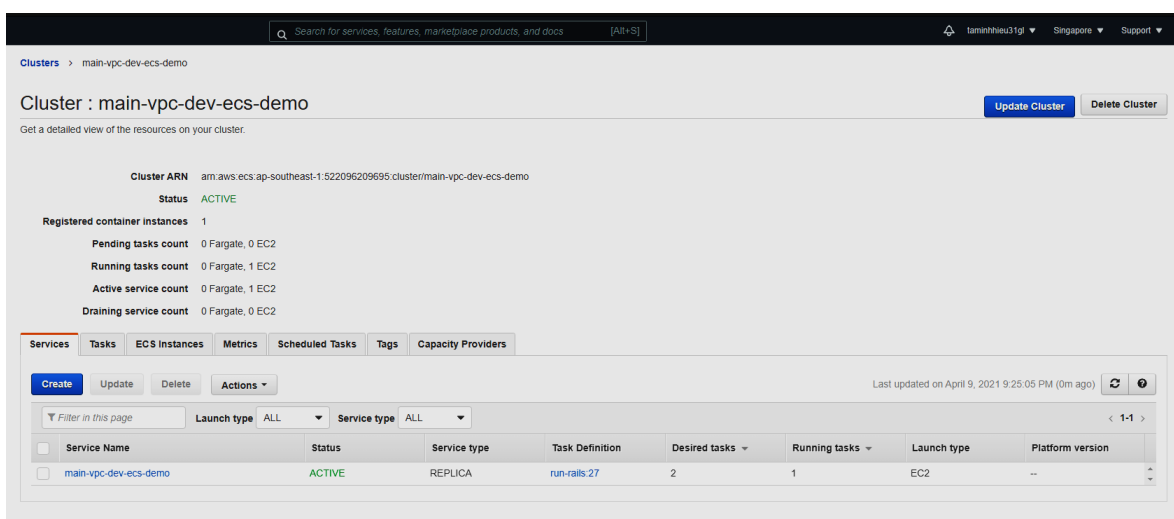 Search for services, features, marketplace products, and docs [Alt+S] taminhhieu31gl Singapore Support
Clusters > main-vpc-dev-ecs-demo
Cluster : main-vpc-dev-ecs-demo Update Cluster Delete Cluster
Get a detailed view of the resources on your cluster.
Cluster ARN arn:aws:ecs:ap-southeast-1:522096209695:cluster/main-vpc-dev-ecs-demo
Status ACTIVE
Registered container instances 1
Pending tasks count 0 Fargate, 0 EC2
Running tasks count 0 Fargate, 1 EC2
Active service count 0 Fargate, 1 EC2
Draining service count 0 Fargate, 0 EC2
Services Tasks ECS Instances Metrics Scheduled Tasks Tags Capacity Providers
Create Update Delete Actions Last updated on April 9, 2021 9:25:05 PM (0m ago)
Filter in this page Launch type ALL Service type ALL < 1-1 >
Service Name Status Service type Task Definition Desired tasks Running tasks Launch type Platform version
main-vpc-dev-ecs-demo ACTIVE REPLICA run-rails:27 2 1 EC2 --